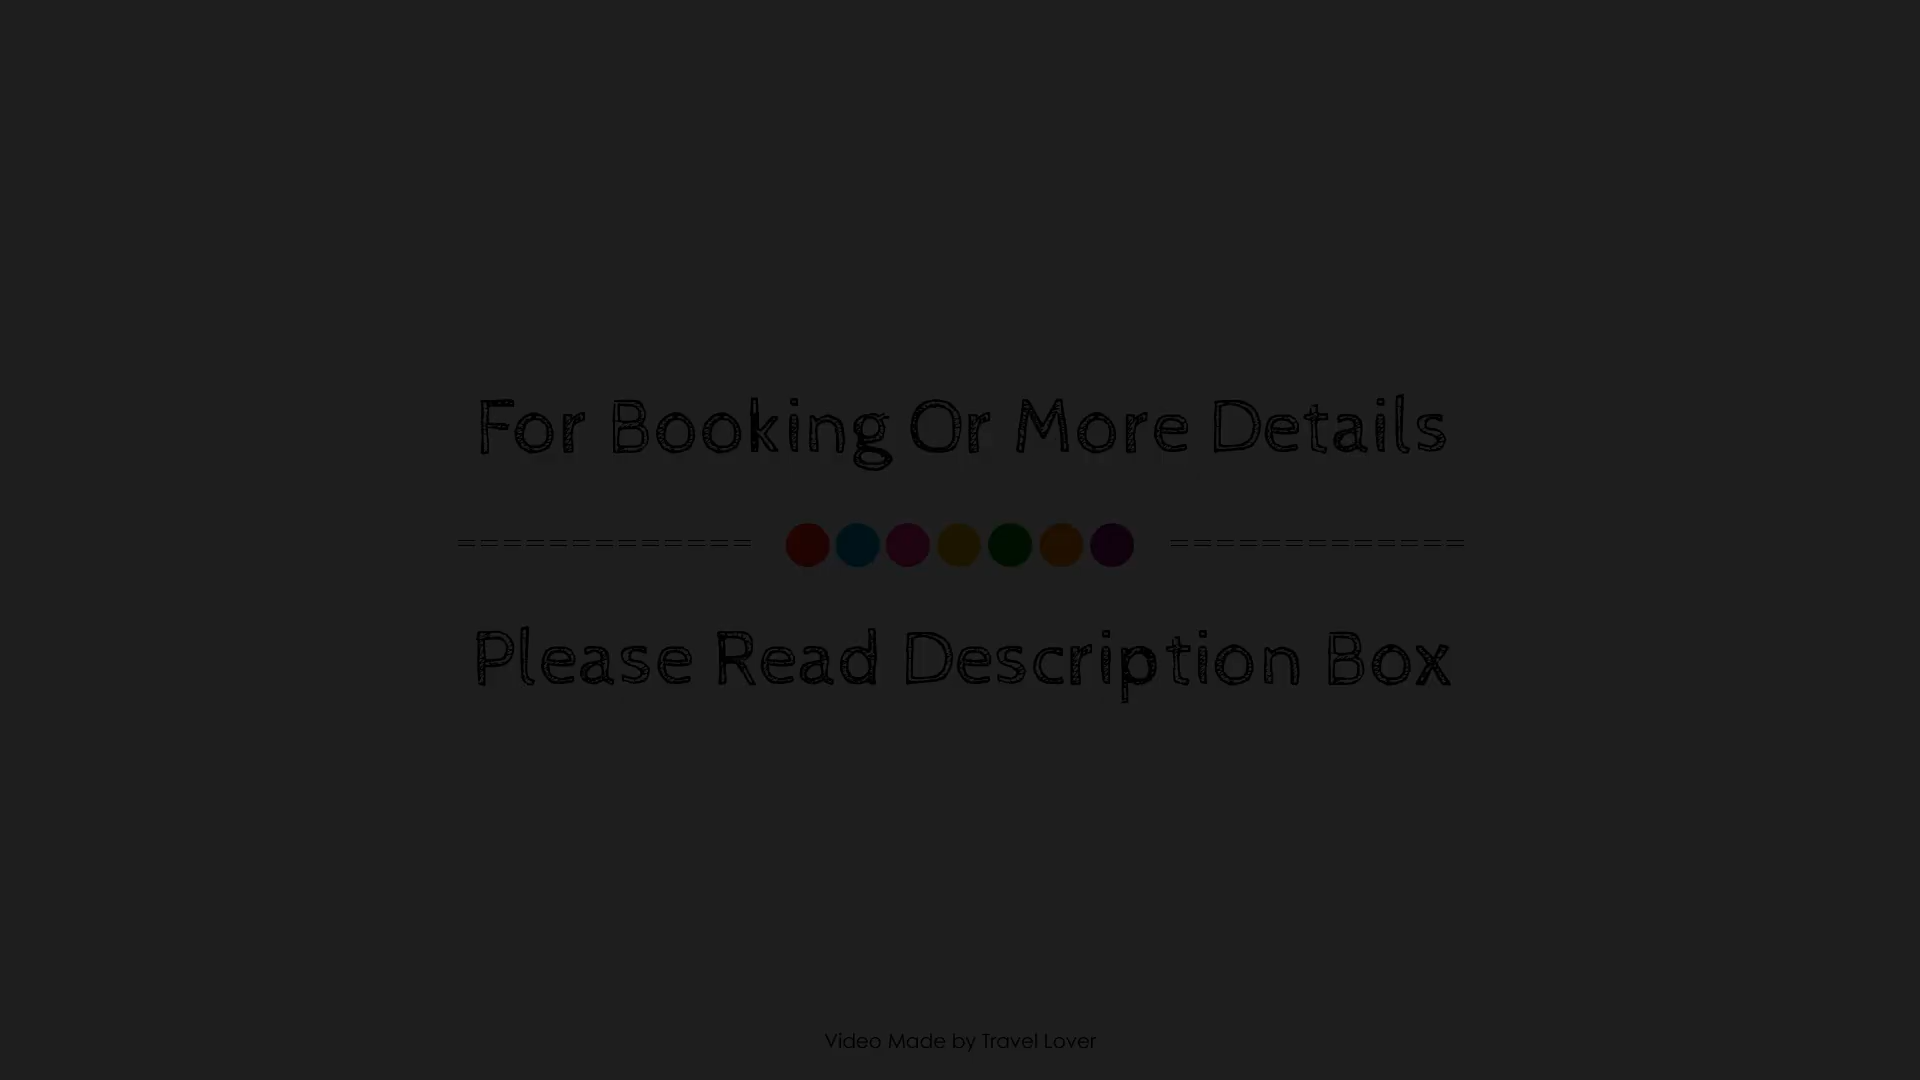 For Booking Or More Details
============= =============
Please Read Description Box
Video Made by Travel Lover